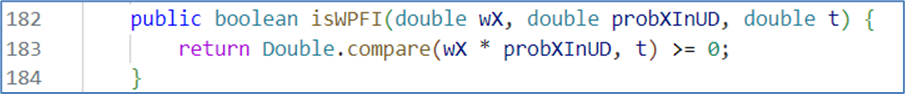 182 public boolean isWPFI(double wX, double probXInUD, double t) {
183 return Double.compare(wX * probXInUD, t) >= 0;
184 }